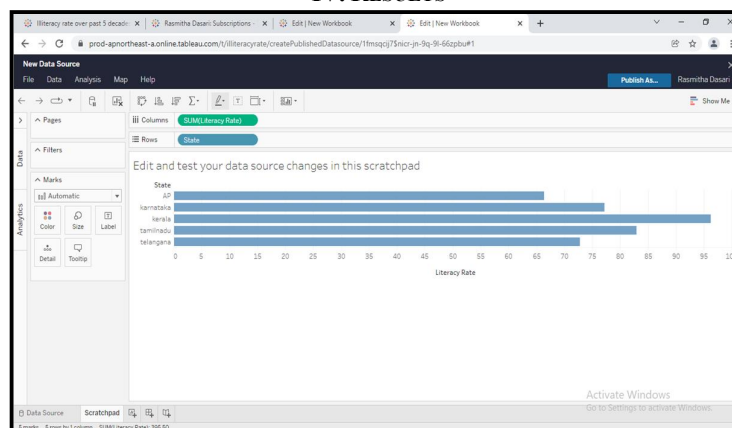 Illiteracy rate over past 5 decade
Rasmitha Dasari: Subscriptions -
Edit | New Workbook
Edit | New Workbook
prod-apnortheast-a.online.tableau.com/t/illiteracyrate/createPublishedDatasource/1fmsqcij7$nicr-jn-9q-9l-66zpbu#1
New Data Source
File Data Analysis Map Help
Publish As...
Rasmitha Dasari
Show Me
Data
Analytics
Pages
Filters
Marks
Automatic
Color Size Label
Detail Tooltip
Columns
SUM(Literacy Rate)
Rows
State
Edit and test your data source changes in this scratchpad
State
AP
karnataka
kerala
tamilnadu
telangana
0 5 10 15 20 25 30 35 40 45 50 55 60 65 70 75 80 85 90 95
Literacy Rate
Activate Windows
Go to Settings to activate Windows.
Data Source
Scratchpad